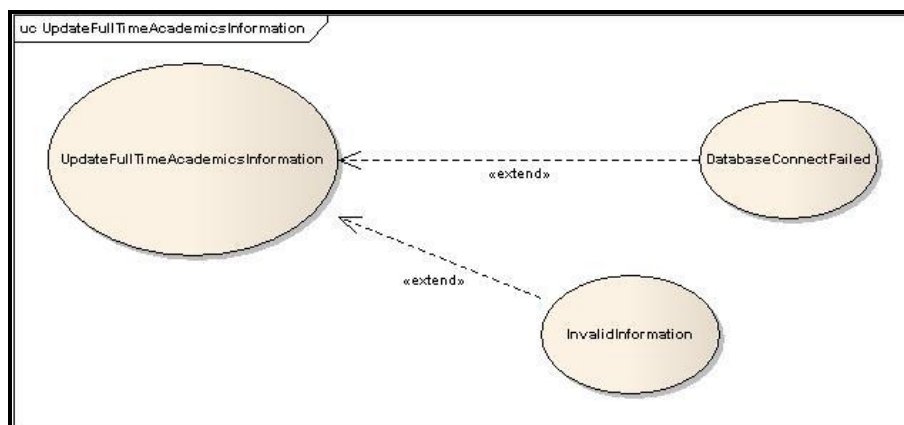 uc UpdateFullTimeAcademicsInformation
UpdateFullTimeAcademicsInformation
DatabaseConnectFailed
«extend»
«extend»
InvalidInformation